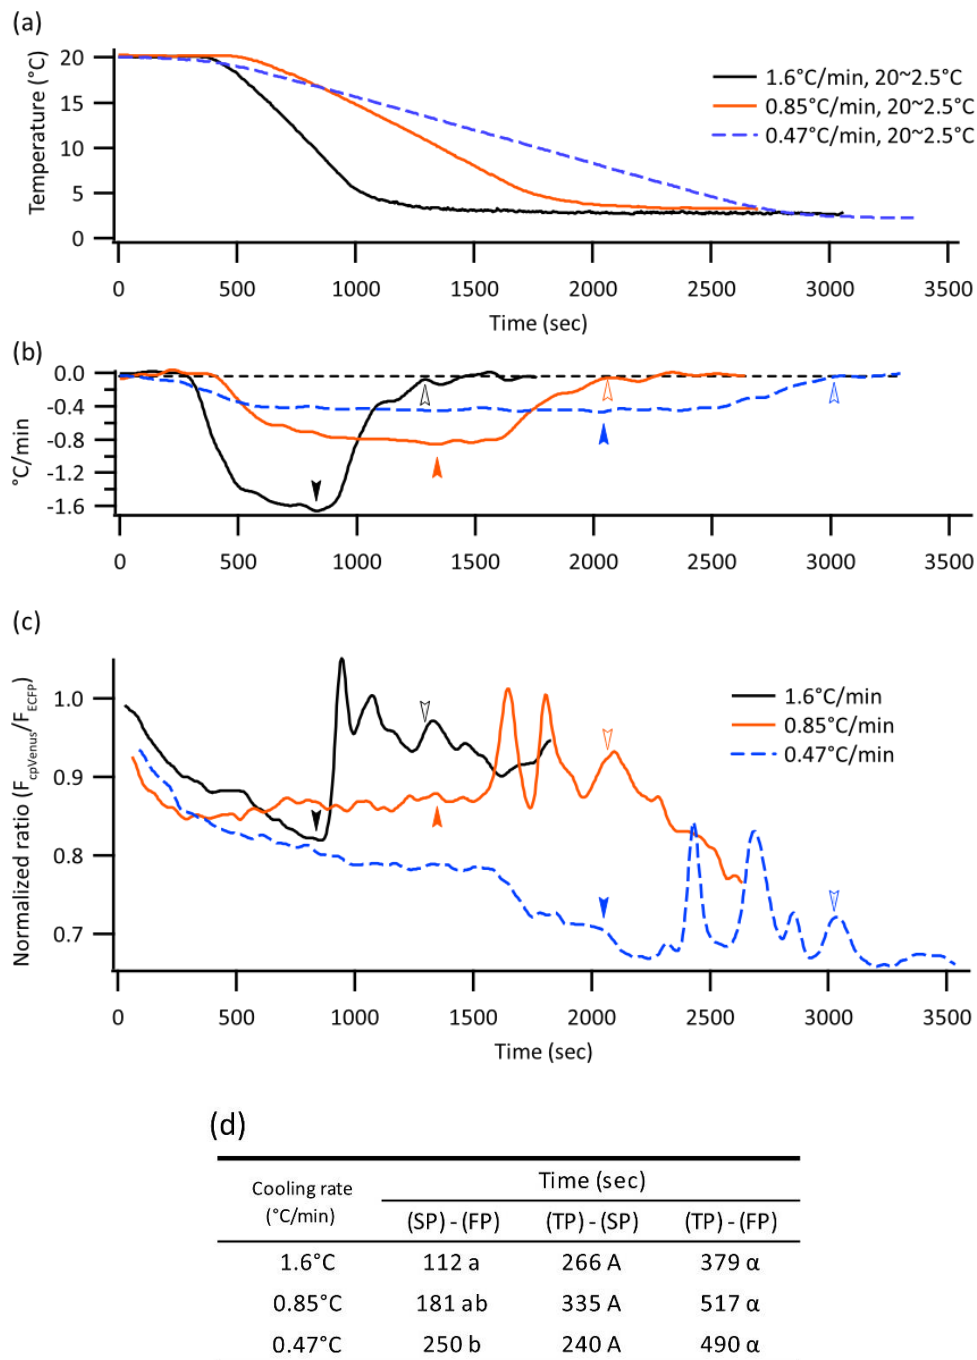 (a)
Temperature (°C)
20
15
10
5
0
1.6°C/min, 20~2.5°C
0.85°C/min, 20~2.5°C
0.47°C/min, 20~2.5°C
0 500 1000 1500 2000 2500 3000 3500
Time (sec)
(b)
°C/min
0.0
-0.4
-0.8
-1.2
-1.6
0 500 1000 1500 2000 2500 3000 3500
(c)
Normalized ratio (FcpVenus/FECFP)
1.0
0.9
0.8
0.7
1.6°C/min
0.85°C/min
0.47°C/min
0 500 1000 1500 2000 2500 3000 3500
Time (sec)
(d)
Cooling rate (°C/min) Time (sec)
(SP) - (FP) (TP) - (SP) (TP) - (FP)
1.6°C 112 a 266 A 379 α
0.85°C 181 ab 335 A 517 α
0.47°C 250 b 240 A 490 α